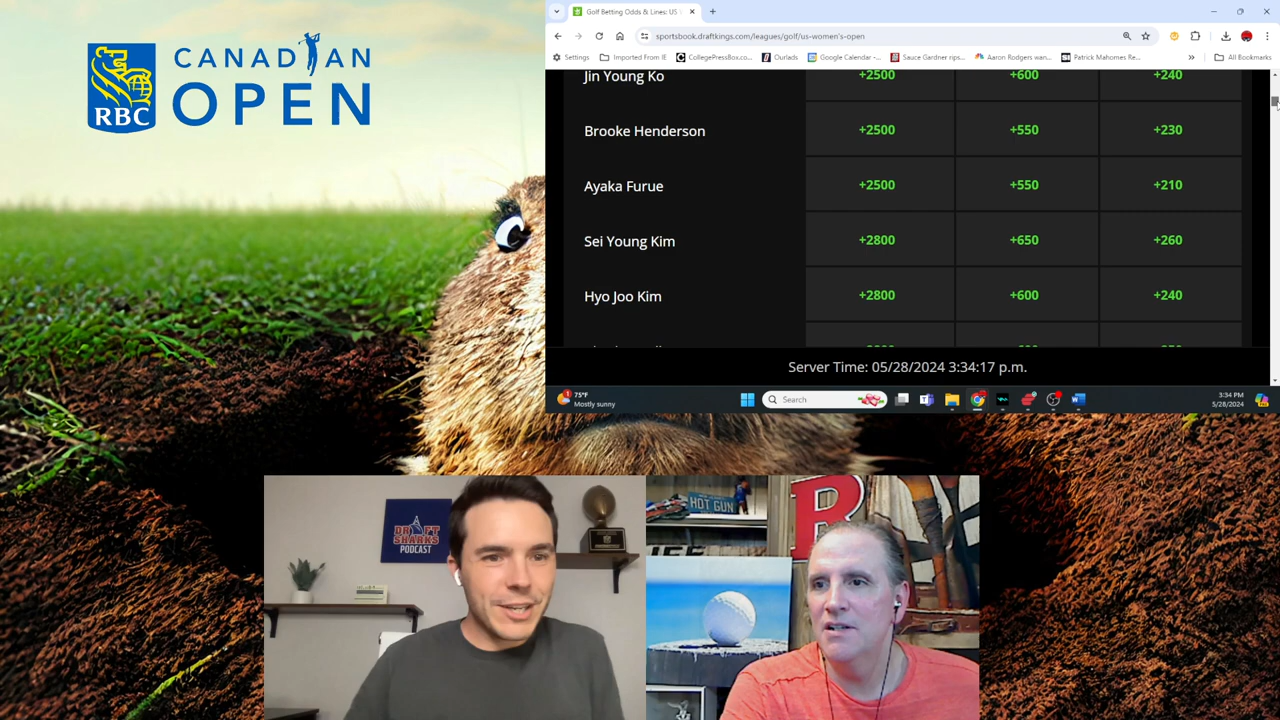 CANADIAN
OPEN
RBC
Golf Betting Odds & Lines: US
sportsbook.draftkings.com/leagues/golf/us-women's-open
Settings
Imported From IE
CollegePressBox.co...
Ourlads
Google Calendar -...
Sauce Gardner rips...
Aaron Rodgers wan...
Patrick Mahomes Re...
»
All Bookmarks
Jin Young Ko +2500 +600 +240
Brooke Henderson +2500 +550 +230
Ayaka Furue +2500 +550 +210
Sei Young Kim +2800 +650 +260
Hyo Joo Kim +2800 +600 +240
Server Time: 05/28/2024 3:34:17 p.m.
75°F
Mostly sunny
Search
3:34 PM
5/28/2024
DRAFT
SHARKS
PODCAST
HOT GUN
R